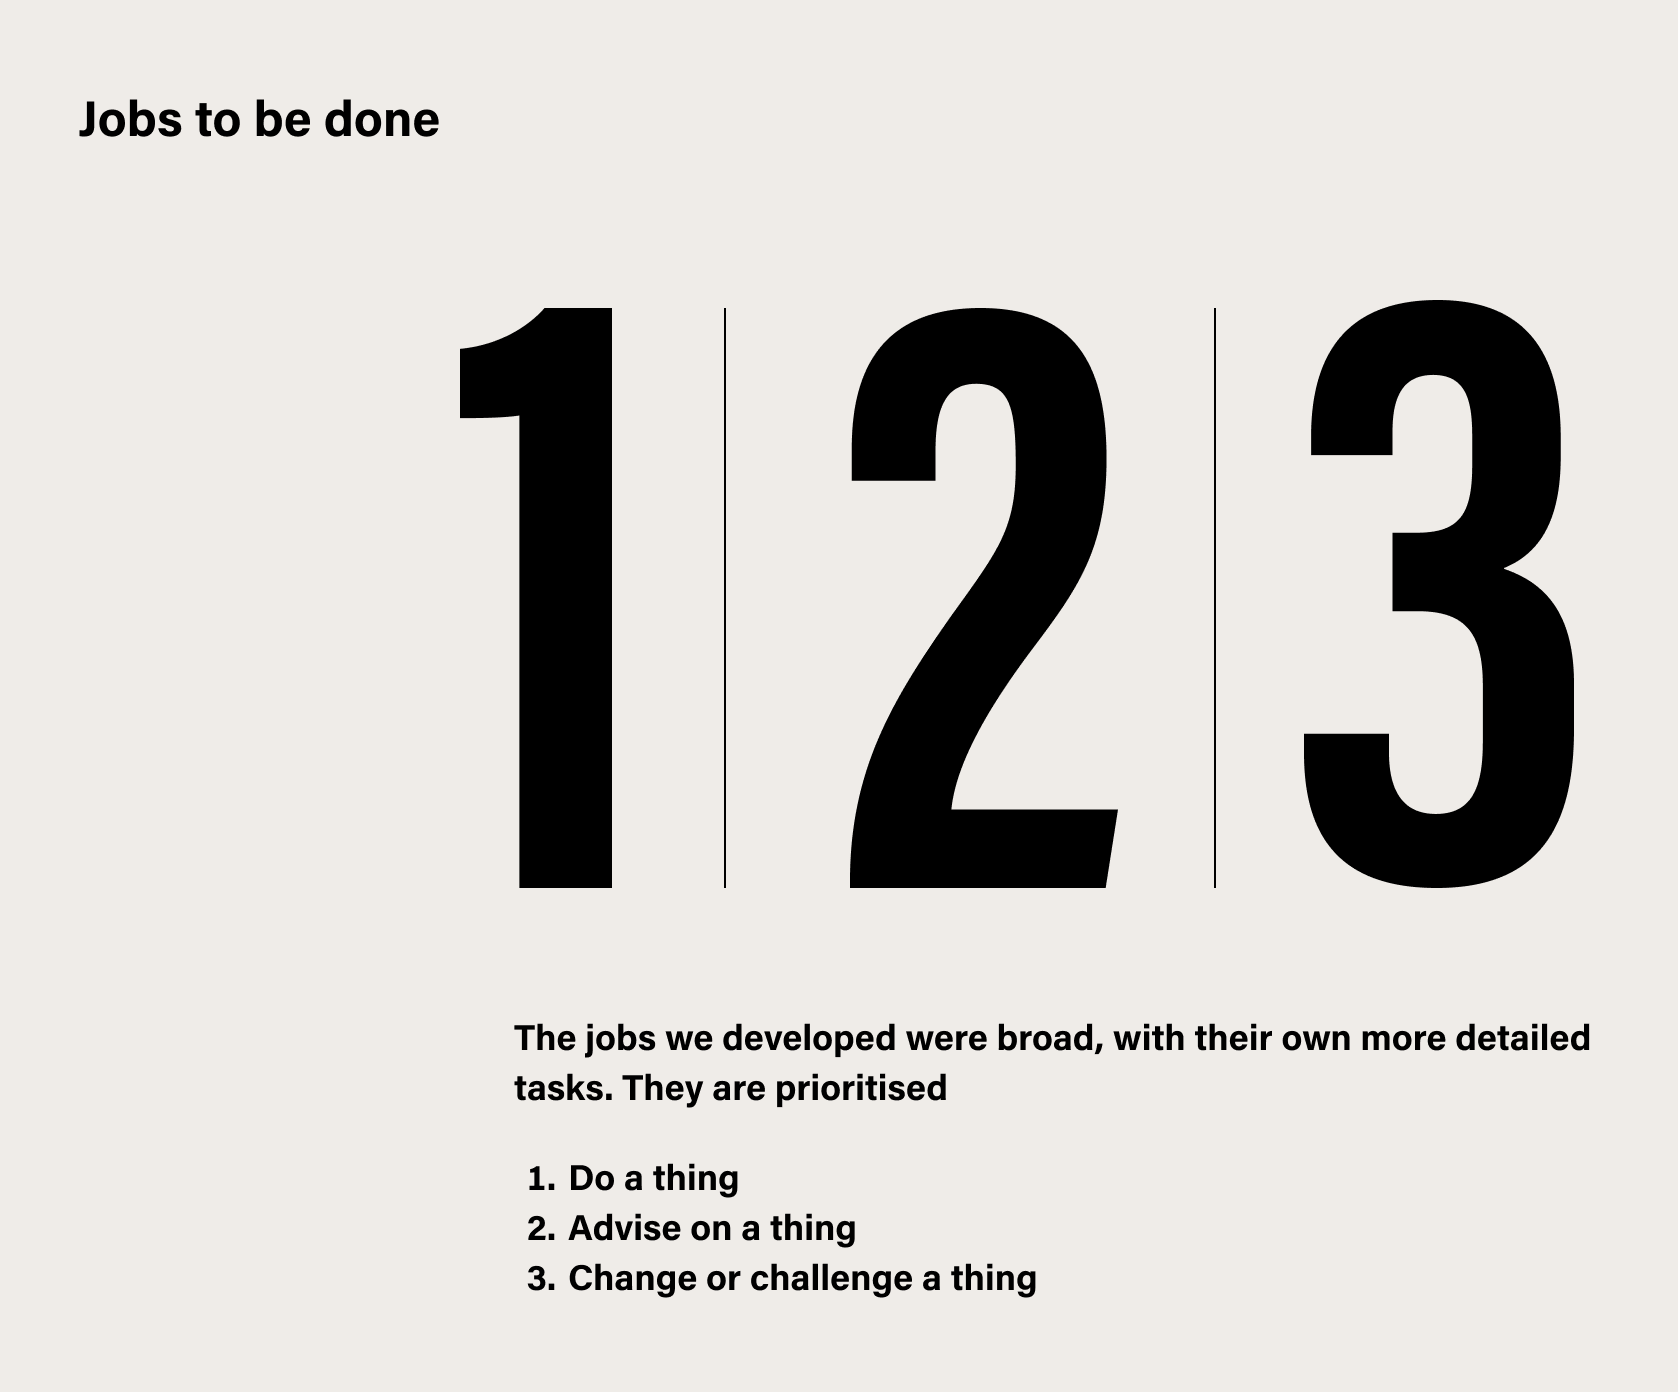 Jobs to be done
1 2 3
The jobs we developed were broad, with their own more detailed
tasks. They are prioritised
1. Do a thing
2. Advise on a thing
3. Change or challenge a thing